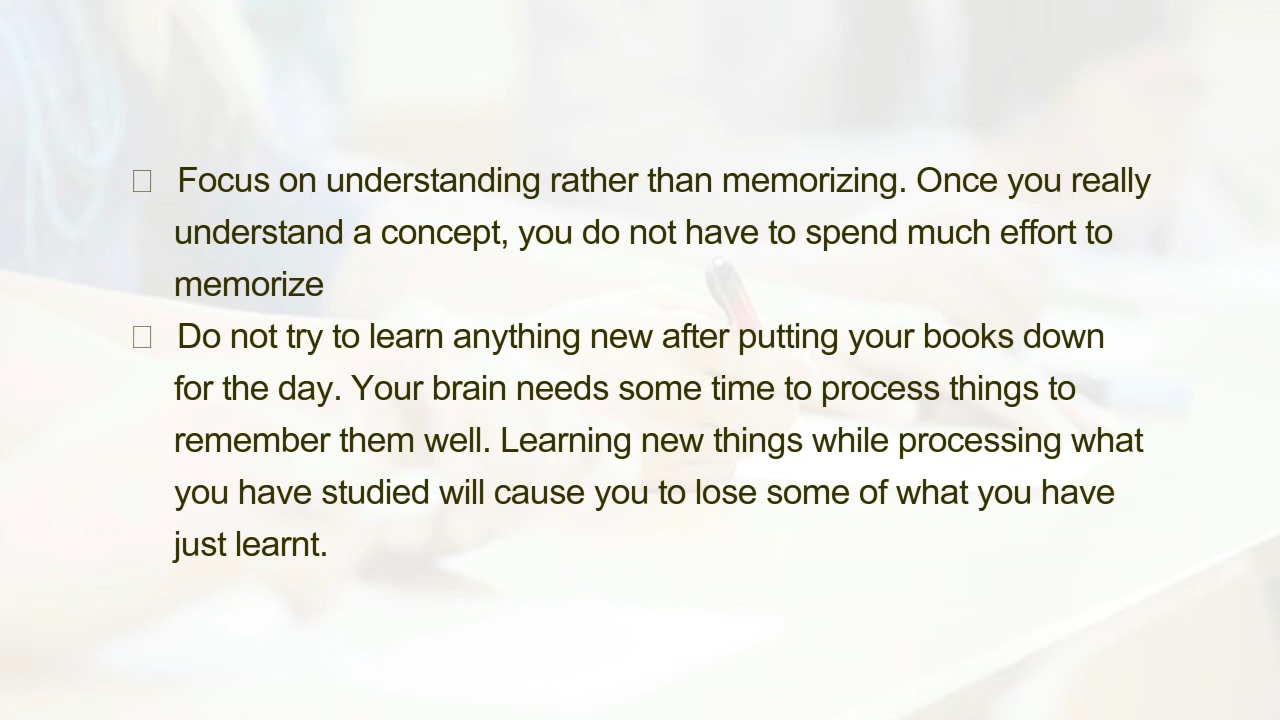 □ Focus on understanding rather than memorizing. Once you really
understand a concept, you do not have to spend much effort to
memorize
□ Do not try to learn anything new after putting your books down
for the day. Your brain needs some time to process things to
remember them well. Learning new things while processing what
you have studied will cause you to lose some of what you have
just learnt.